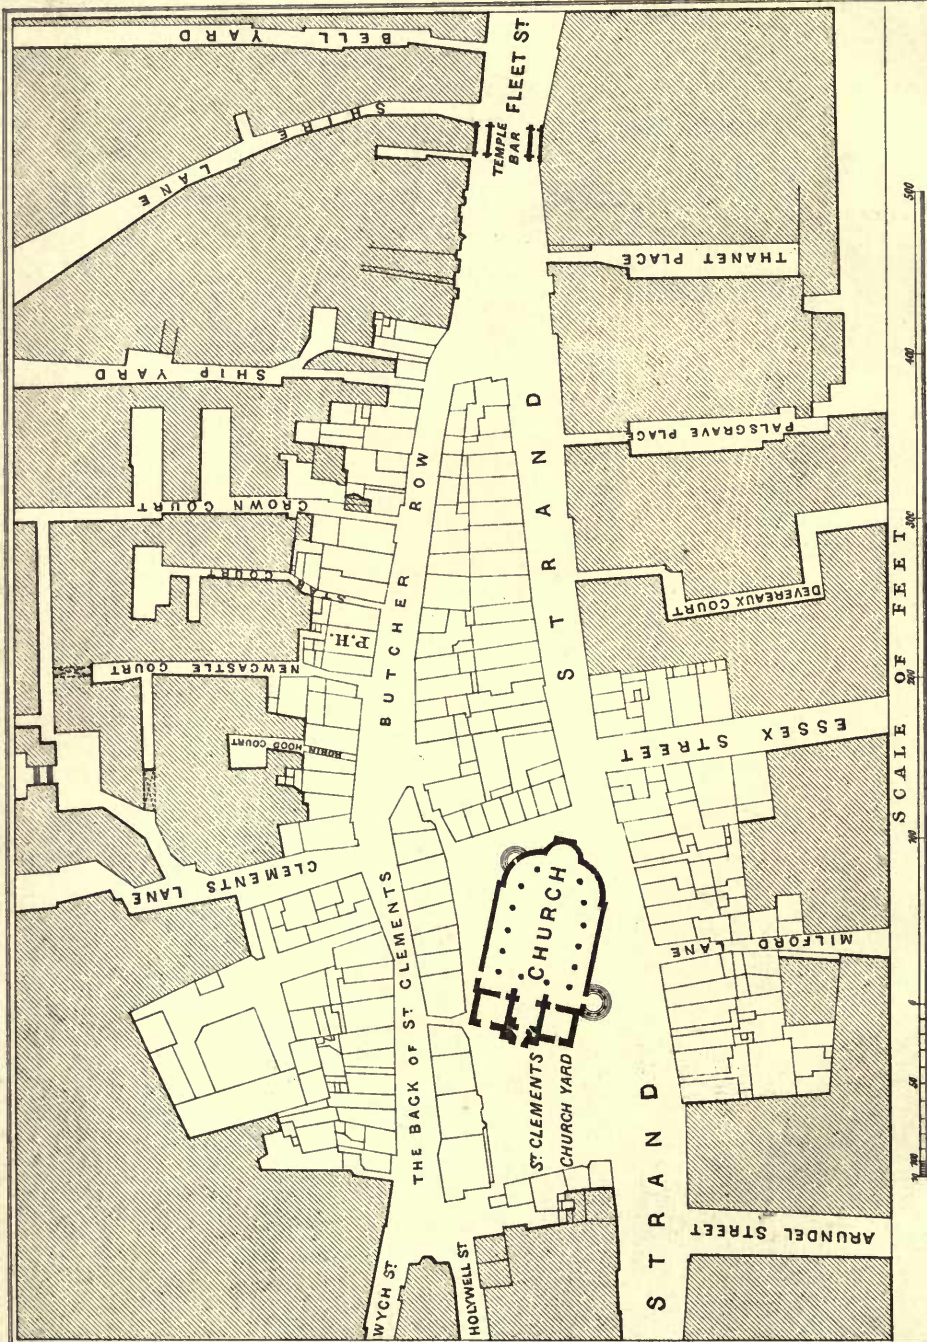 BELL YARD
SHIRE LANE
FLEET ST
TEMPLE
BAR
THANET PLACE
SHIP YARD
PALSGRAVE PLACE
CROWN COURT
STAR COURT
BUTCHER ROW
STRAND
DEVEREAUX COURT
P.H.
NEWCASTLE COURT
ROBIN HOOD COURT
ESSEX STREET
CLEMENTS LANE
THE BACK OF ST CLEMENTS
CHURCH
MILFORD LANE
ST CLEMENTS
CHURCH YARD
STRAND
ARUNDEL STREET
WYCH ST
HOLYWELL ST
SCALE OF FEET
100 50 0 100 200 300 400 500